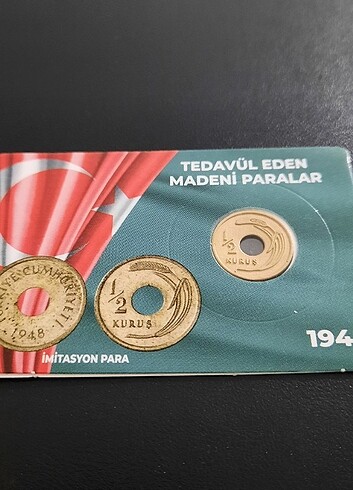 TEDAVÜL EDEN
MADENİ PARALAR
½
KURUŞ
CUMHURİYETİ
1948
½
KURUŞ
İMİTASYON PARA
194